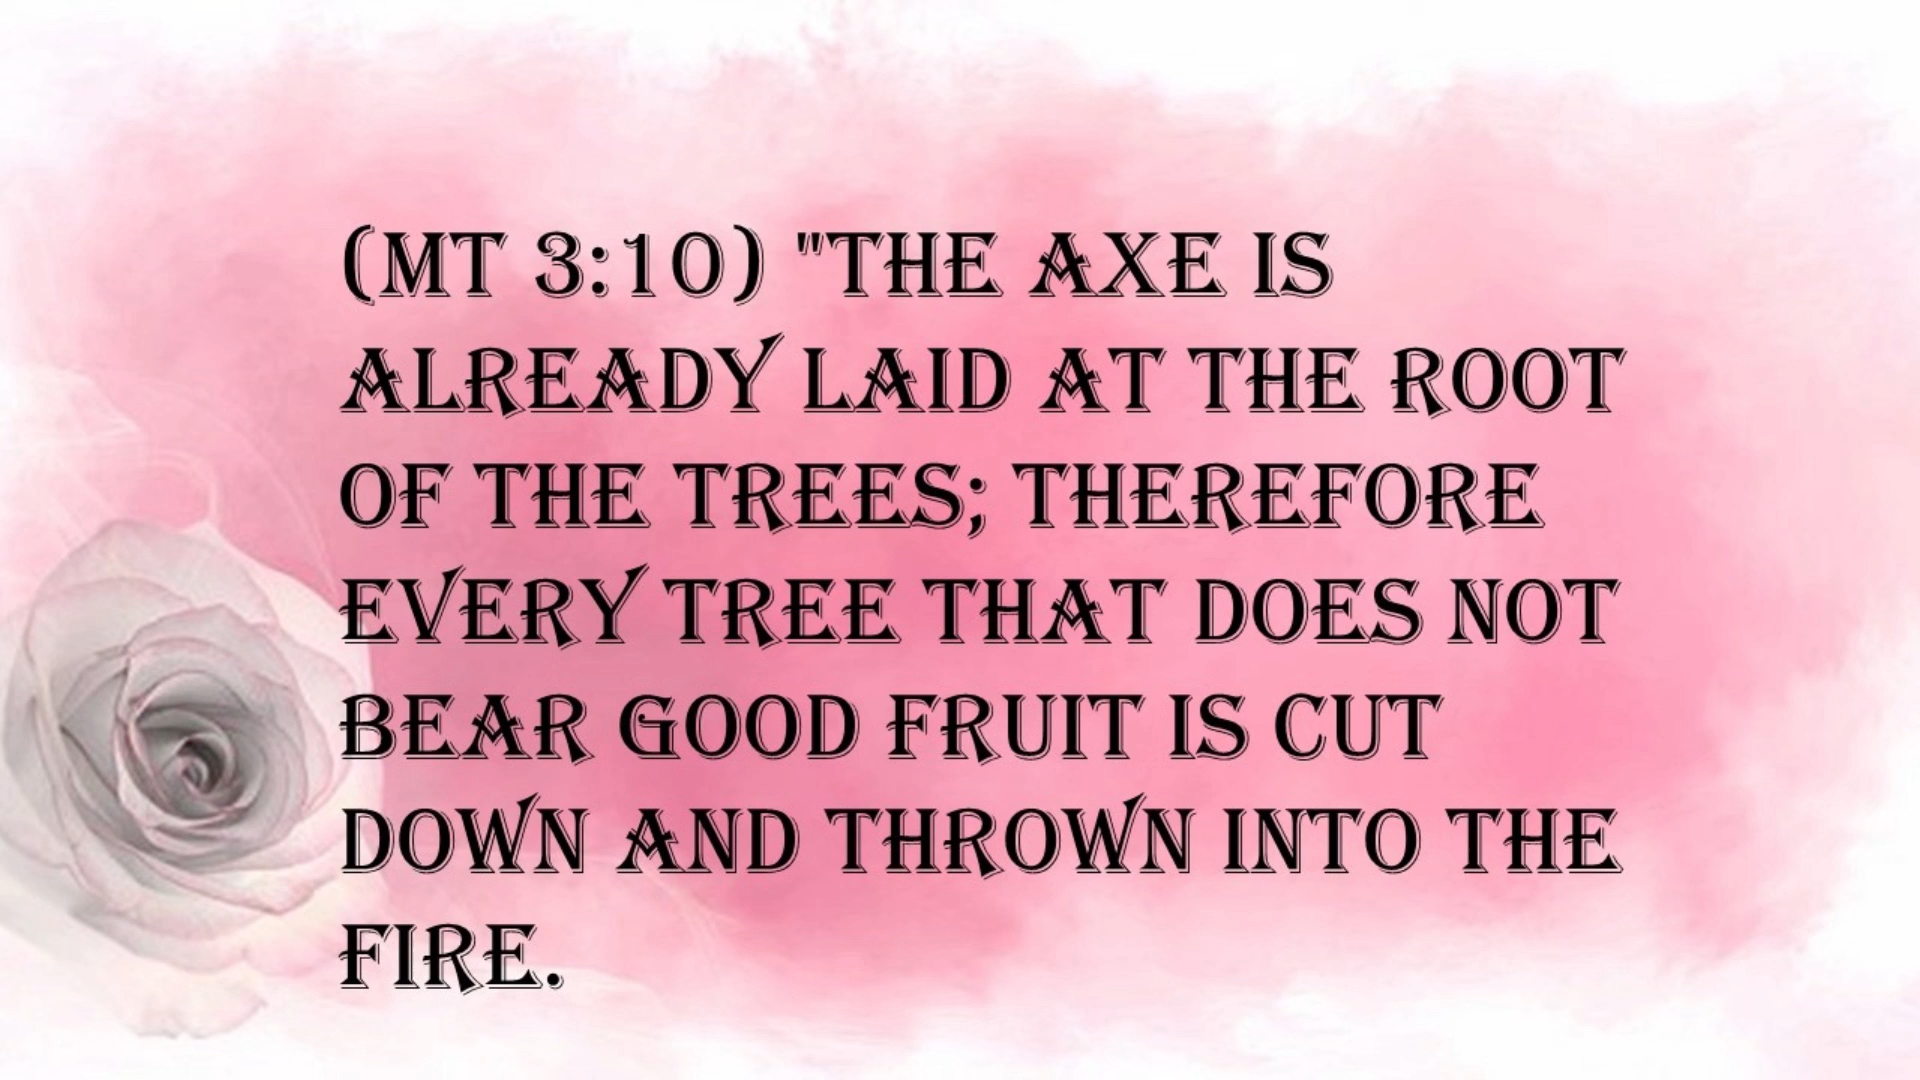 (MT 3:10) "THE AXE IS
ALREADY LAID AT THE ROOT
OF THE TREES; THEREFORE
EVERY TREE THAT DOES NOT
BEAR GOOD FRUIT IS CUT
DOWN AND THROWN INTO THE
FIRE.